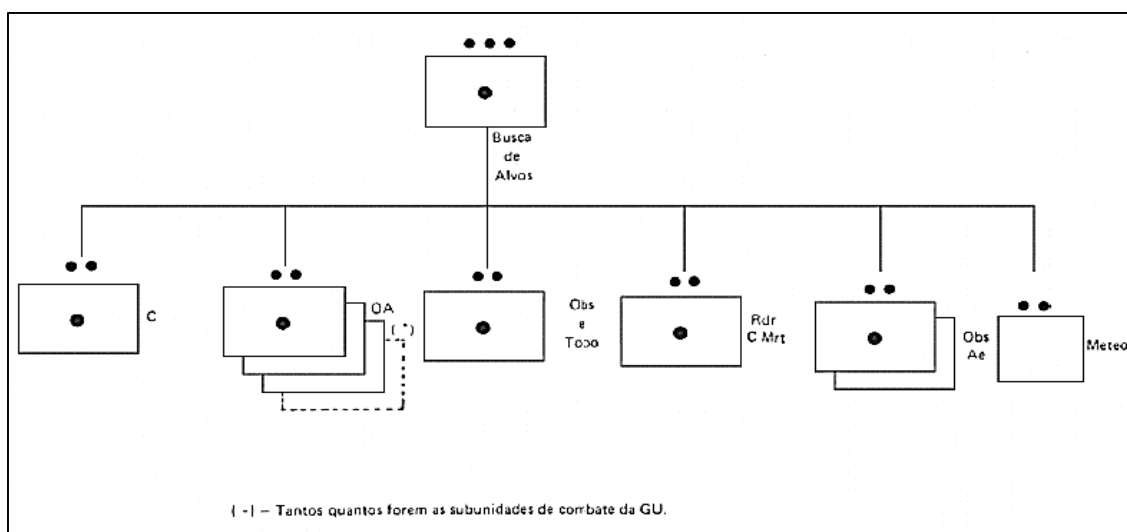 Busca
de
Alvos
C
OA
(*)
Obs
e
Topo
Rdr
C Mrt
Obs
Ae
Meteo
( - ) – Tantos quantos forem as subunidades de combate da GU.